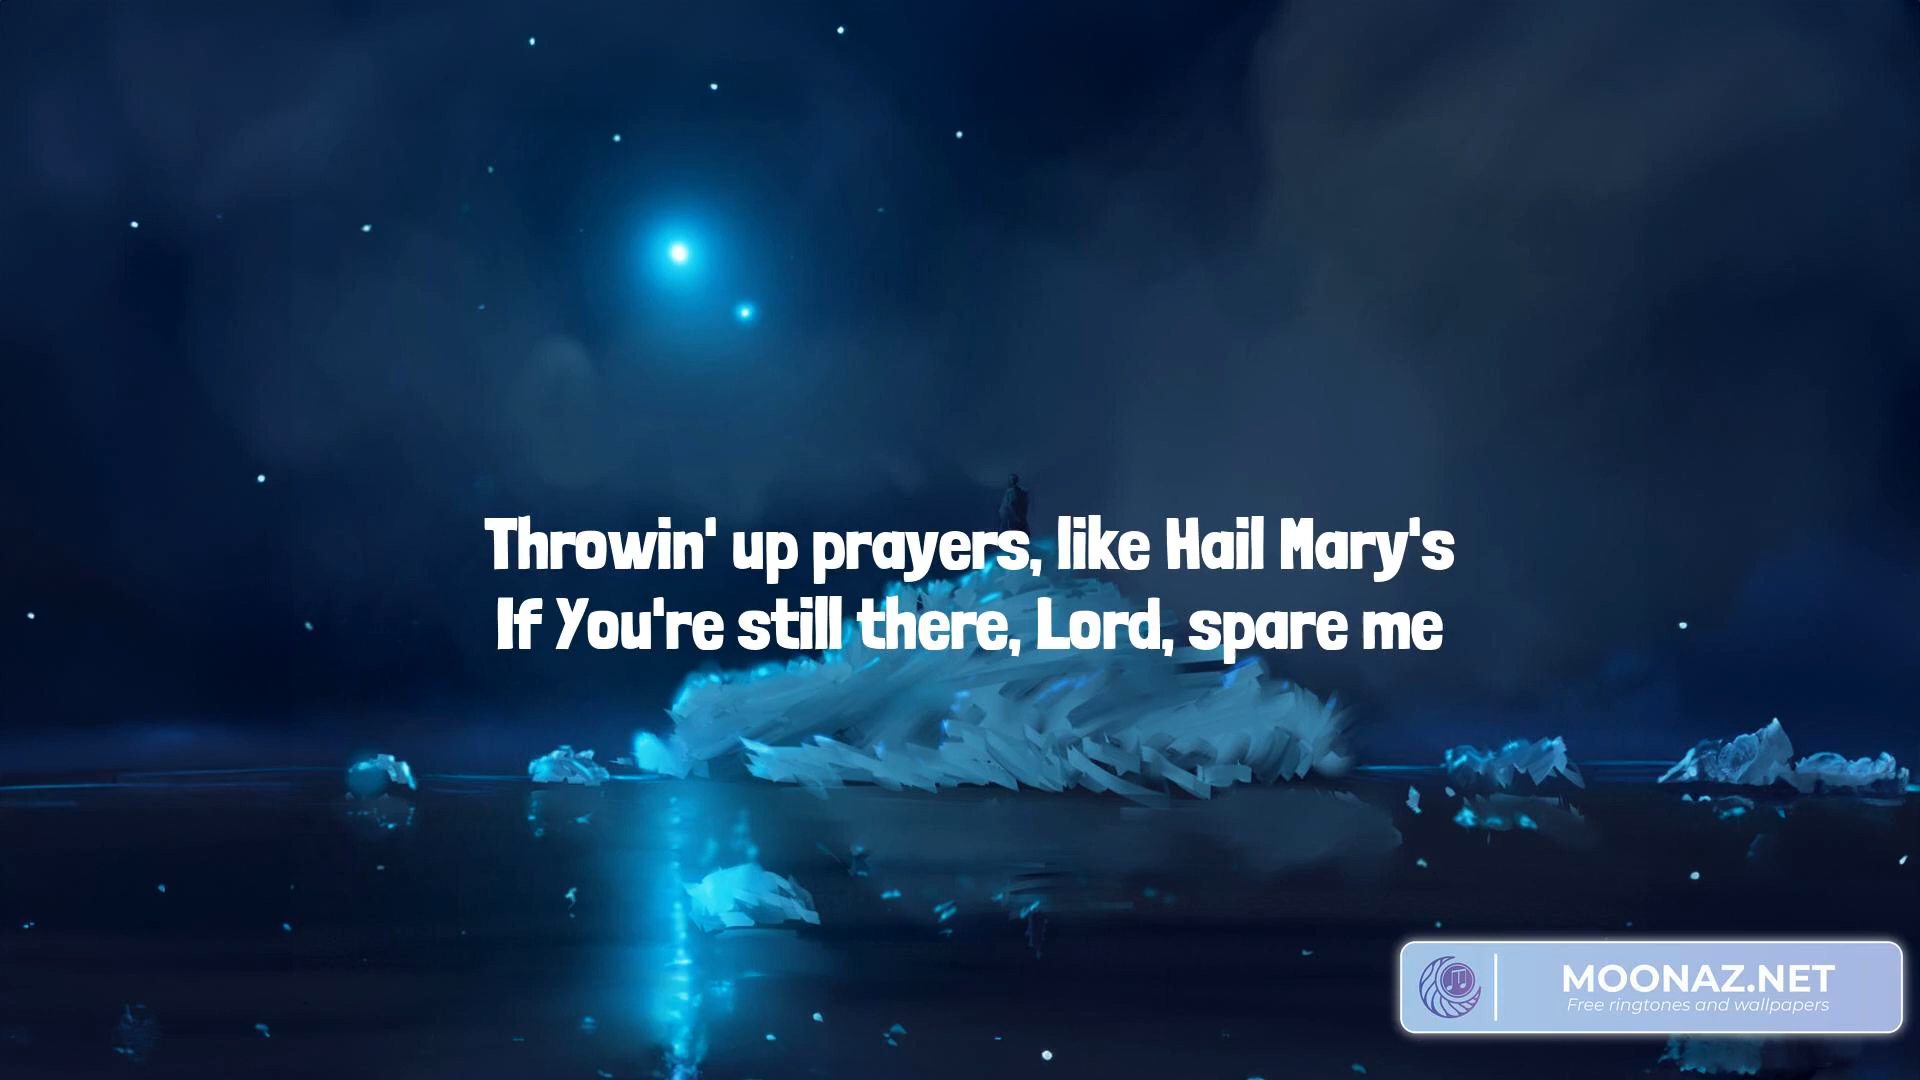 Throwin' up prayers, like Hail Mary's
If You're still there, Lord, spare me
MOONAZ.NET
Free ringtones and wallpapers